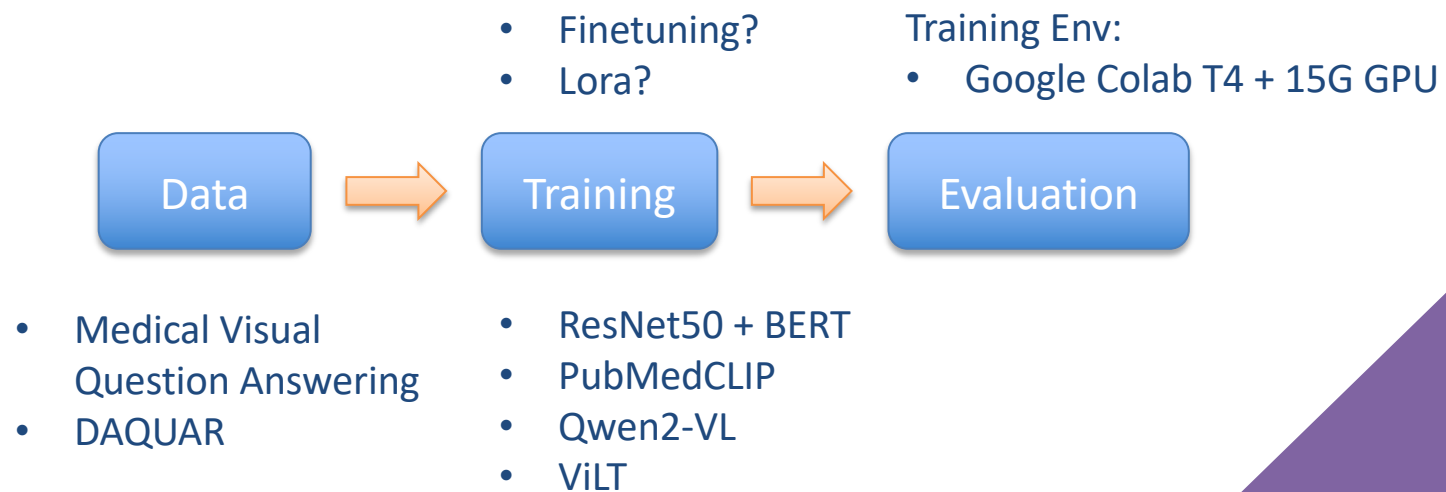 • Finetuning?
• Lora?
Training Env:
• Google Colab T4 + 15G GPU
Data
Training
Evaluation
• Medical Visual
Question Answering
• DAQUAR
• ResNet50 + BERT
• PubMedCLIP
• Qwen2-VL
• ViLT